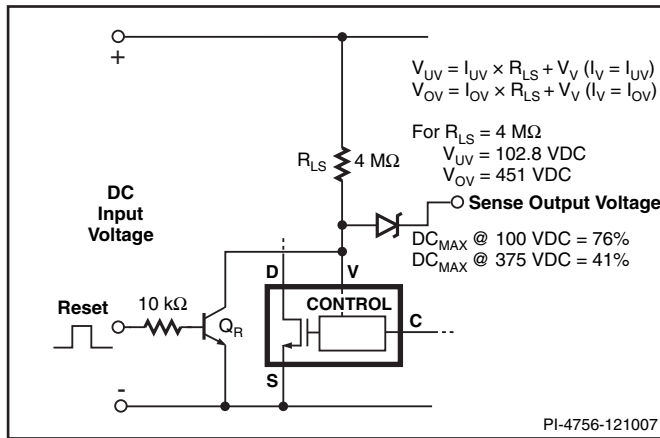 +
V_UV = I_UV × R_LS + V_V (I_V = I_UV)
V_OV = I_OV × R_LS + V_V (I_V = I_OV)
For R_LS = 4 MΩ
V_UV = 102.8 VDC
V_OV = 451 VDC
R_LS 4 MΩ
DC
Input
Voltage
Sense Output Voltage
DC_MAX @ 100 VDC = 76%
DC_MAX @ 375 VDC = 41%
D V
CONTROL
C
Reset
10 kΩ
Q_R
S
-
PI-4756-121007